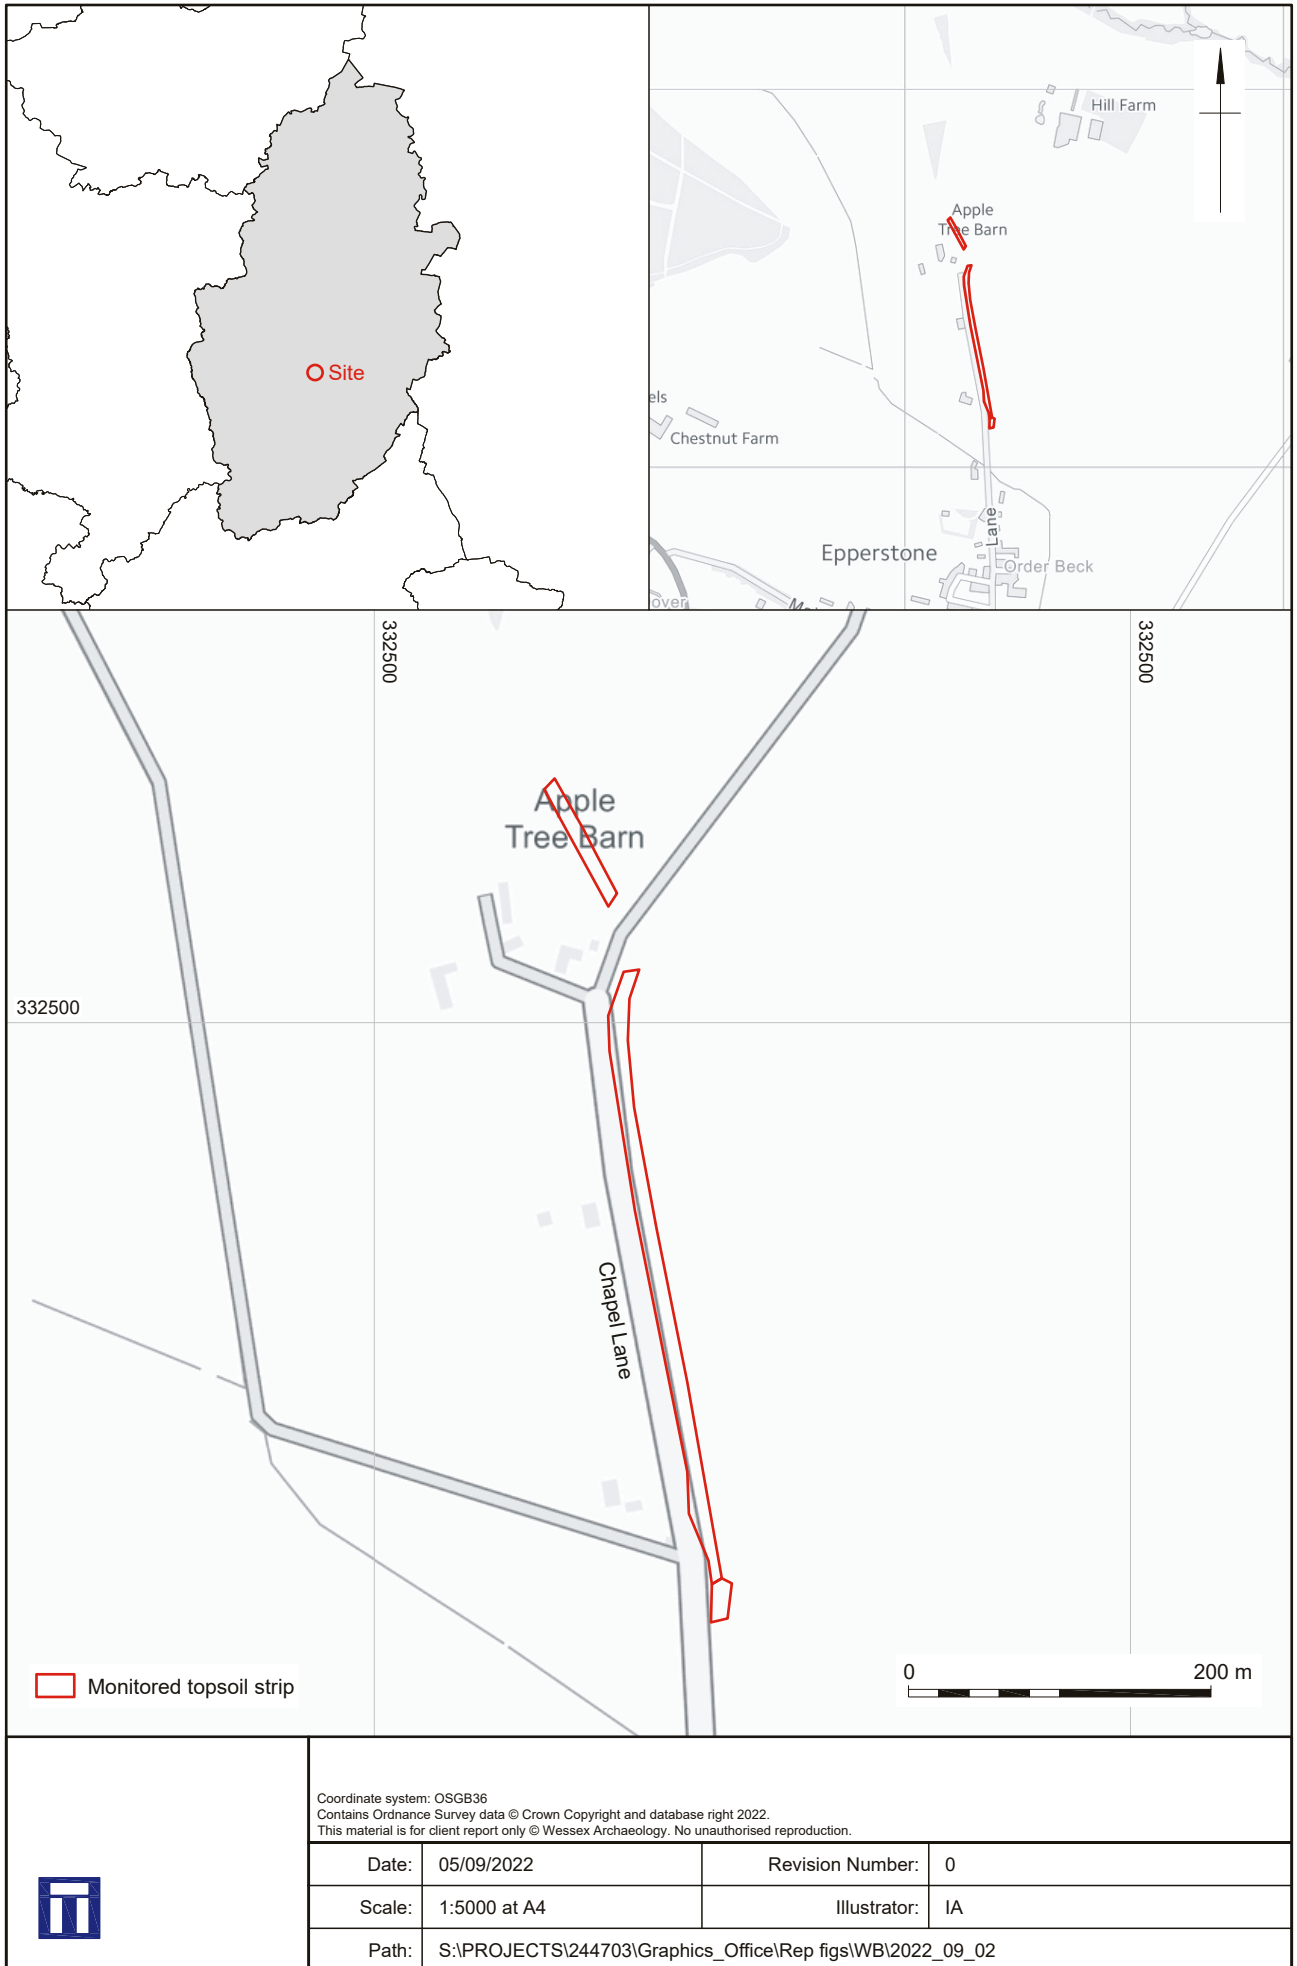 Site
Hill Farm
Apple
Tree Barn
els
Chestnut Farm
Lane
Epperstone
Order Beck
over
332500
332500
Apple
Tree Barn
332500
Chapel Lane
Monitored topsoil strip
0 200 m
Coordinate system: OSGB36
Contains Ordnance Survey data © Crown Copyright and database right 2022.
This material is for client report only © Wessex Archaeology. No unauthorised reproduction.
Date: 05/09/2022 Revision Number: 0
Scale: 1:5000 at A4 Illustrator: IA
Path: S:\PROJECTS\244703\Graphics_Office\Rep figs\WB\2022_09_02